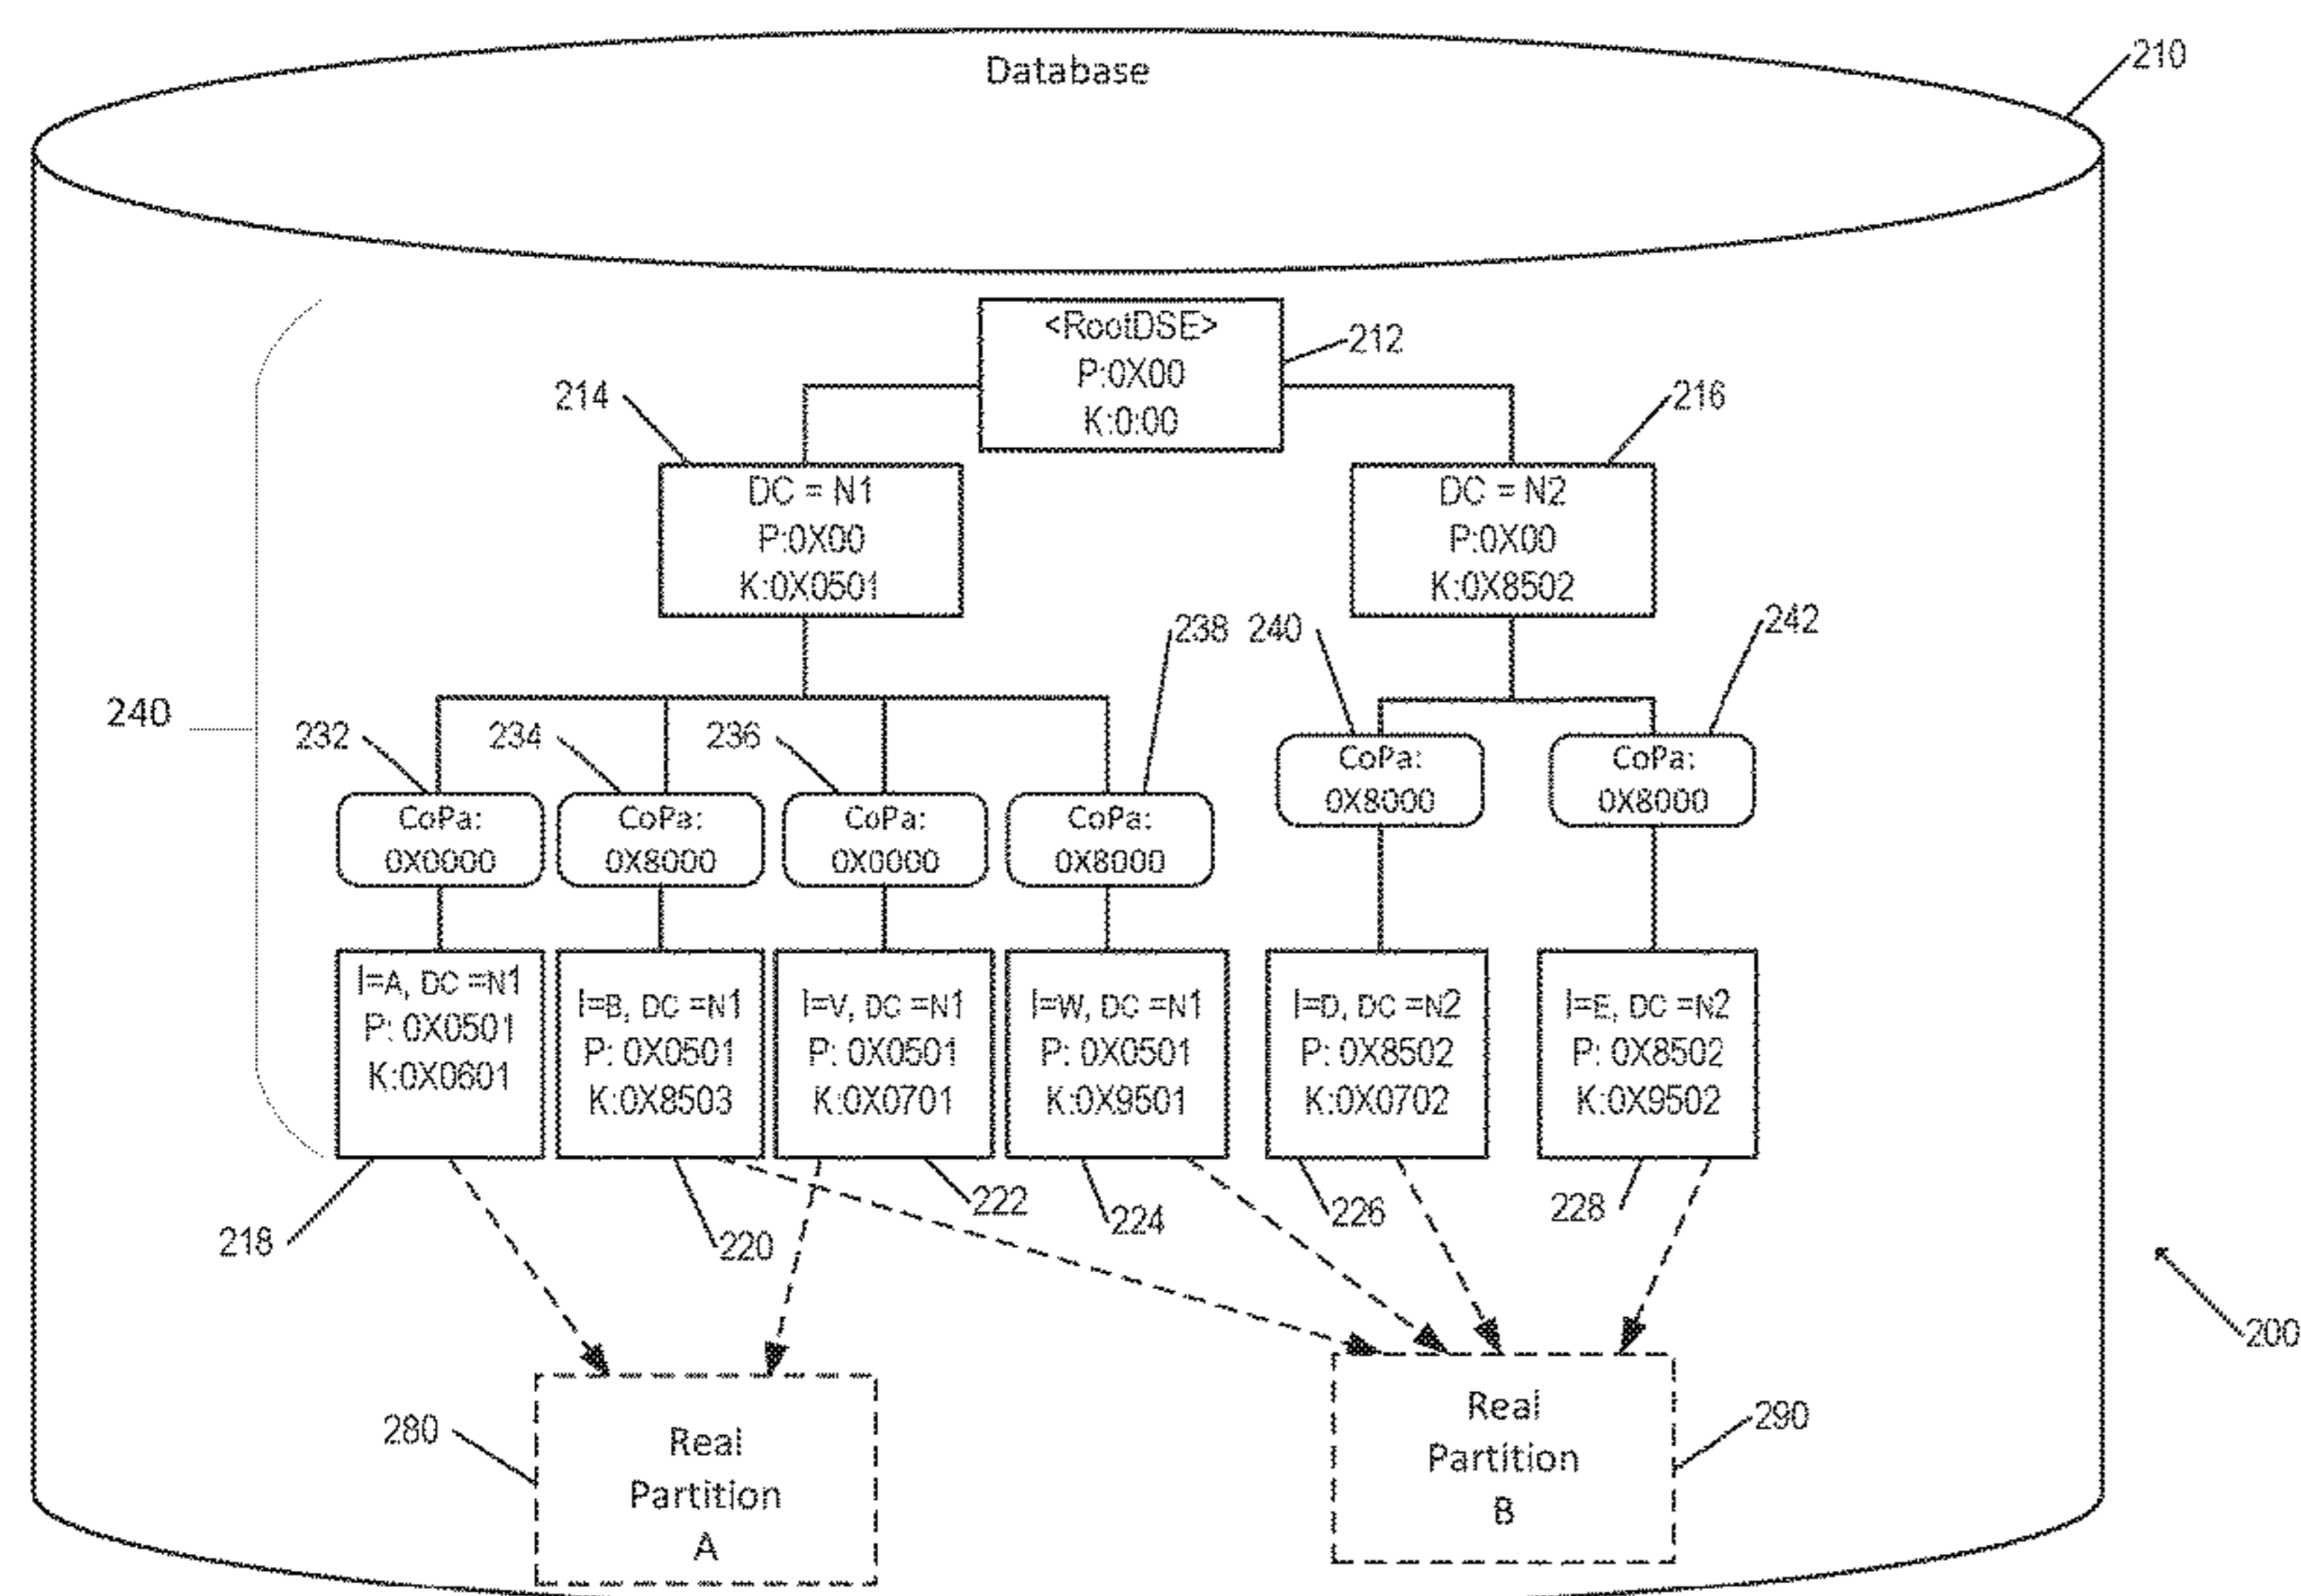 Database
210
<RootDSE>
P:0X00
K:0:00
212
214
216
DC = N1
P:0X00
K:0X0501
DC = N2
P:0X00
K:0X8502
238
240
242
240
232
234
236
CoPa:
0X0000
CoPa:
0X8000
CoPa:
0X0000
CoPa:
0X8000
CoPa:
0X8000
CoPa:
0X8000
I=A, DC =N1
P: 0X0501
K:0X0601
I=B, DC =N1
P: 0X0501
K:0X8503
I=V, DC =N1
P: 0X0501
K:0X0701
I=W, DC =N1
P: 0X0501
K:0X9501
I=D, DC =N2
P: 0X8502
K:0X0702
I=E, DC =N2
P: 0X8502
K:0X9502
218
220
222
224
226
228
200
280
Real
Partition
A
Real
Partition
B
290